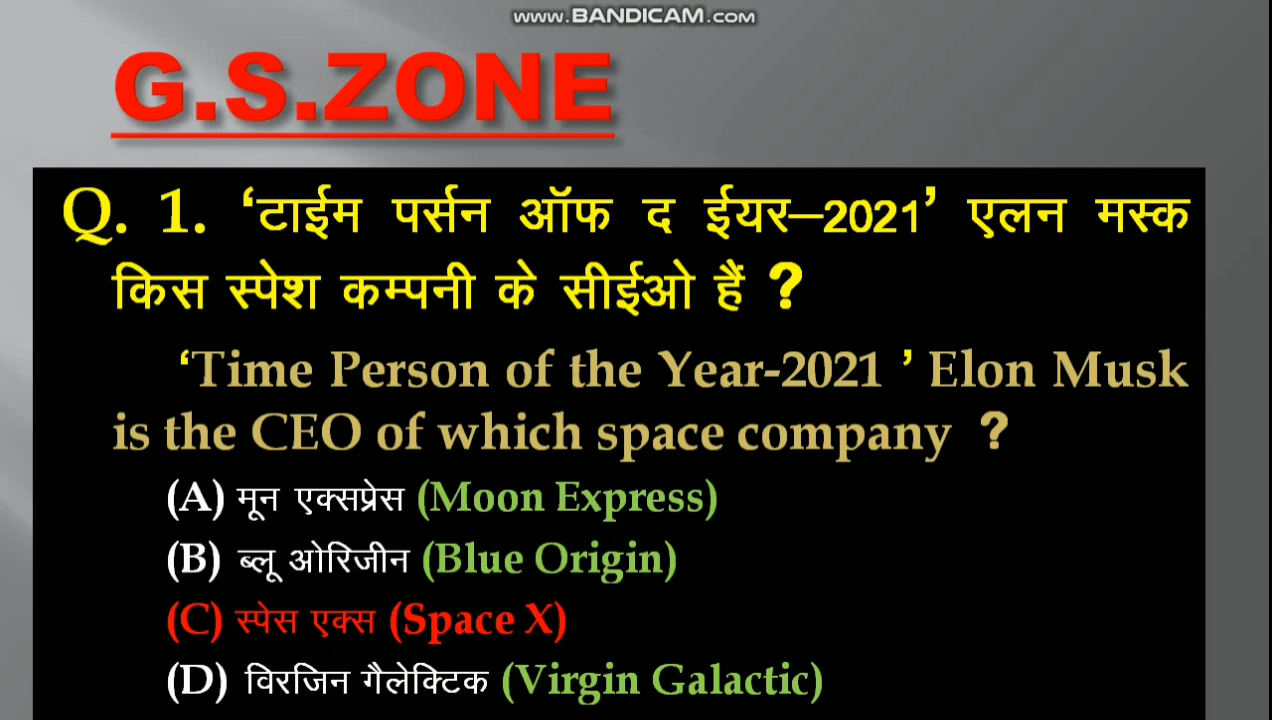 www.BANDICAM.com
G.S.ZONE
Q. 1. ‘टाईम पर्सन ऑफ द ईयर–2021’ एलन मस्क
किस स्पेश कम्पनी के सीईओ हैं ?
‘Time Person of the Year-2021 ’ Elon Musk
is the CEO of which space company ?
(A) मून एक्सप्रेस (Moon Express)
(B) ब्लू ओरिजीन (Blue Origin)
(C) स्पेस एक्स (Space X)
(D) विरजिन गैलेक्टिक (Virgin Galactic)